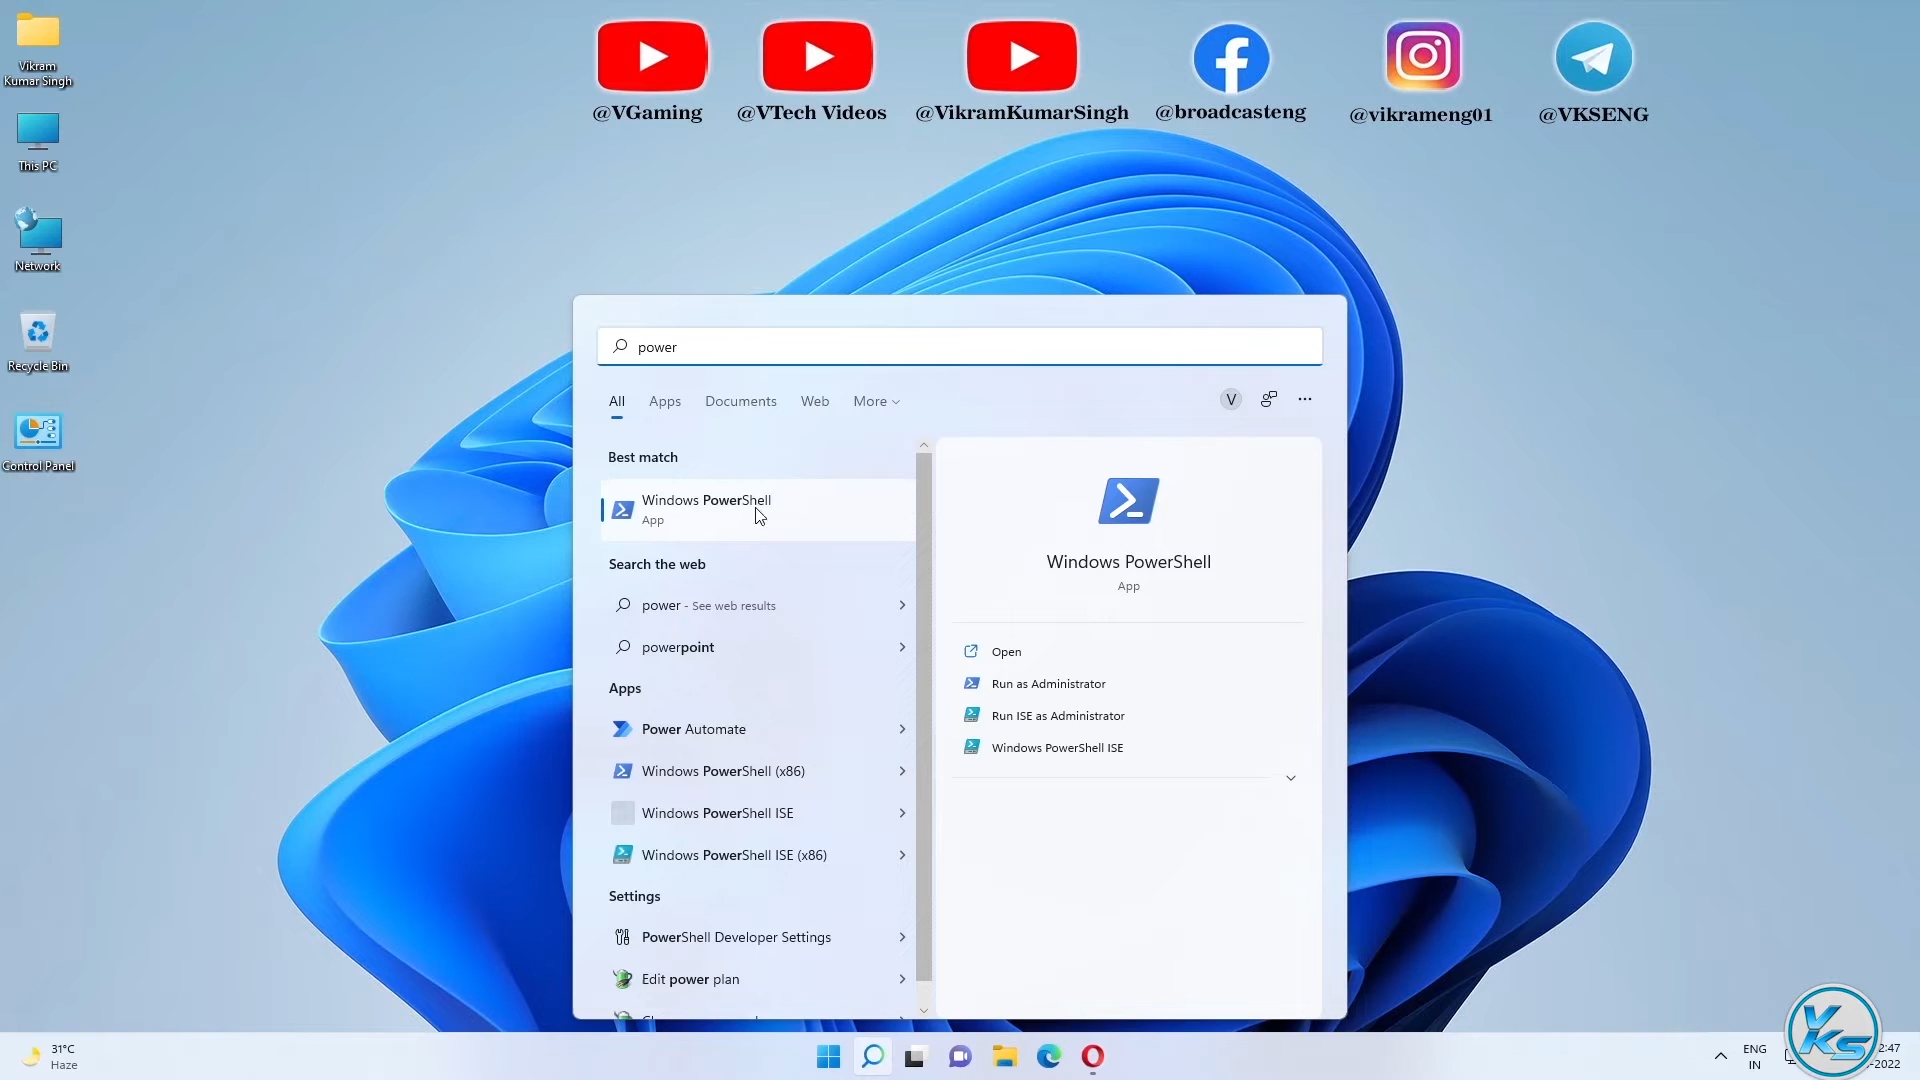 Vikram
Kumar Singh
This PC
Network
Recycle Bin
Control Panel
@VGaming
@VTech Videos
@VikramKumarSingh
@broadcasteng
@vikrameng01
@VKSENG
power
All
Apps
Documents
Web
More
V
Best match
Windows PowerShell
App
Search the web
power - See web results
powerpoint
Apps
Power Automate
Windows PowerShell (x86)
Windows PowerShell ISE
Windows PowerShell ISE (x86)
Settings
PowerShell Developer Settings
Edit power plan
Windows PowerShell
App
Open
Run as Administrator
Run ISE as Administrator
Windows PowerShell ISE
31°C
Haze
ENG
IN
2:47
-2022
VKS